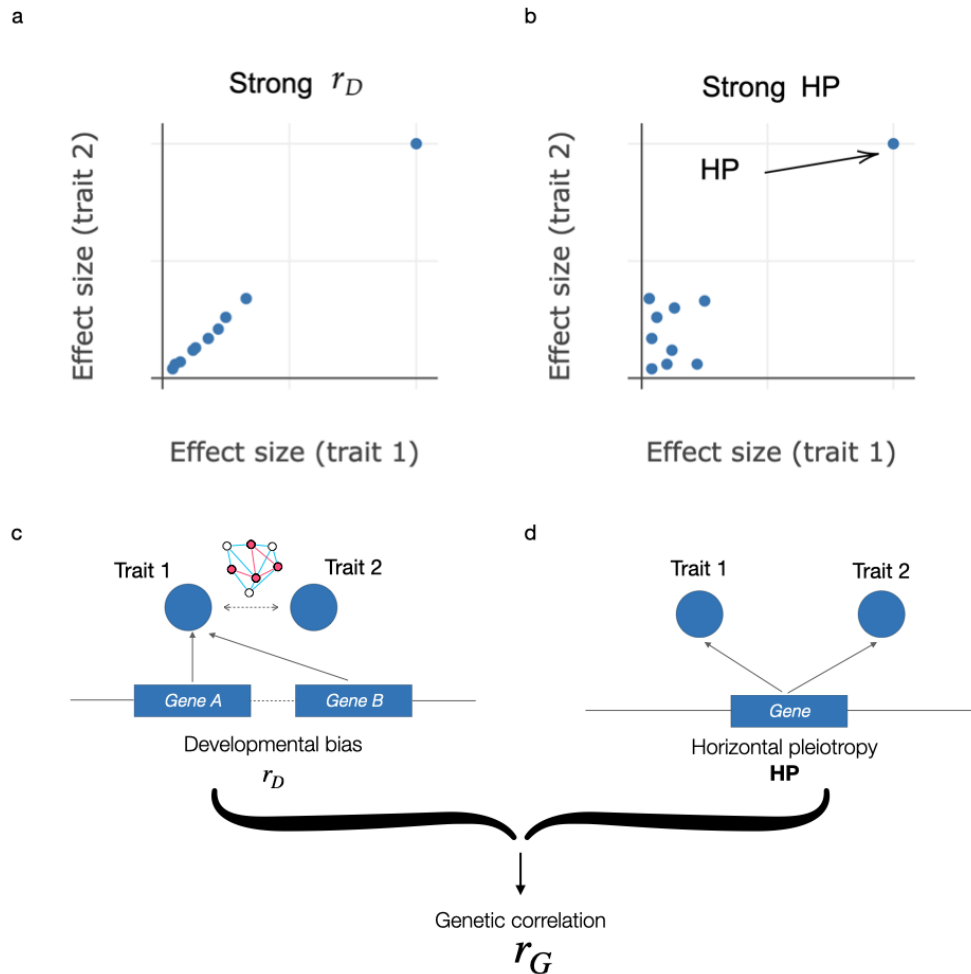 a
Strong r_D
Effect size (trait 2)
Effect size (trait 1)
b
Strong HP
HP
Effect size (trait 2)
Effect size (trait 1)
c
Trait 1
Trait 2
Gene A
Gene B
Developmental bias
r_D
d
Trait 1
Trait 2
Gene
Horizontal pleiotropy
HP
Genetic correlation
r_G